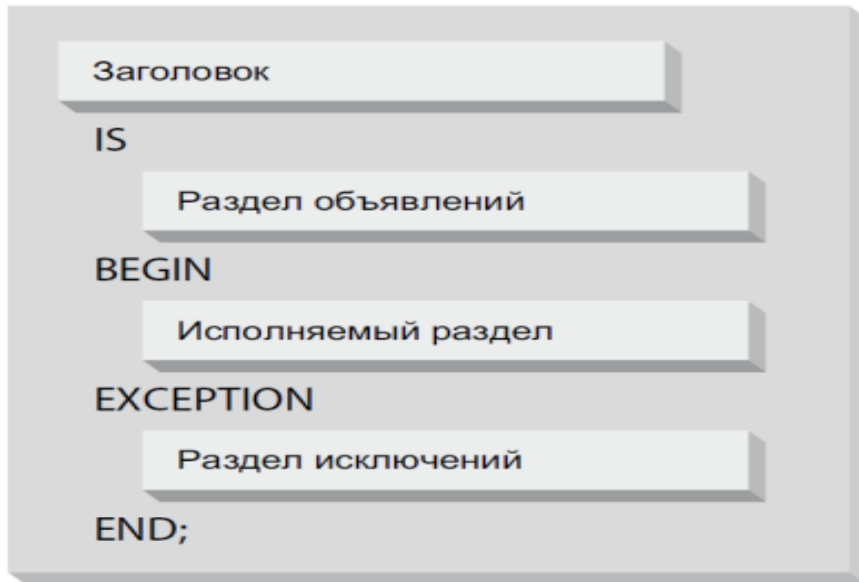 Заголовок
IS
Раздел объявлений
BEGIN
Исполняемый раздел
EXCEPTION
Раздел исключений
END;